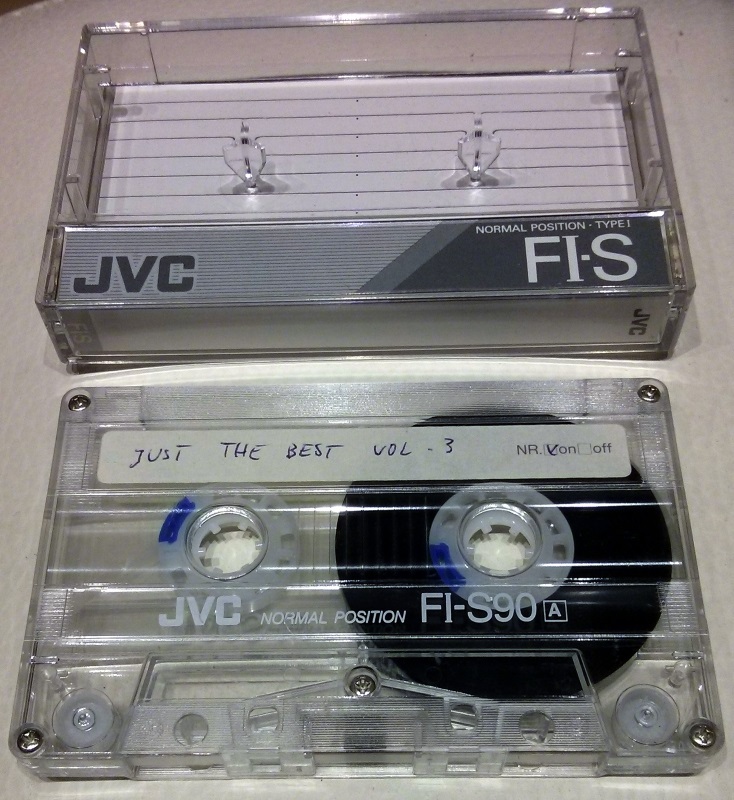 NORMAL POSITION · TYPE I
JVC FI-S
FI-S JVC
JUST THE BEST VOL - 3 NR. on off
JVC NORMAL POSITION FI-S90 A